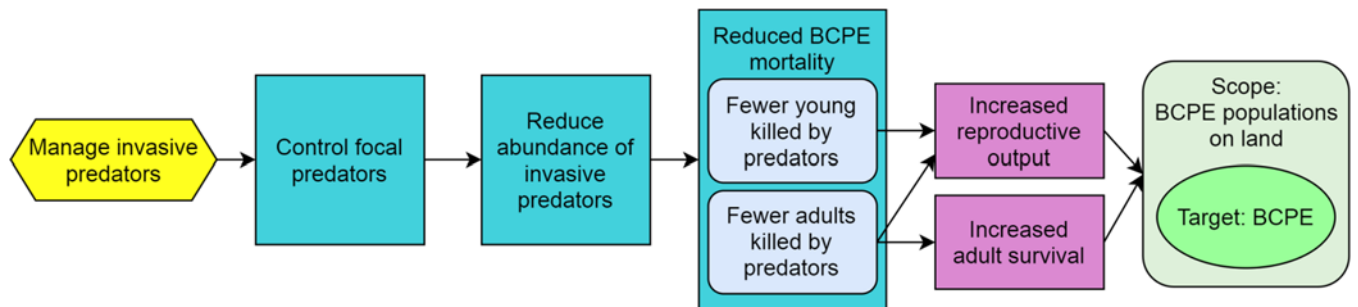 Manage invasive
predators
Control focal
predators
Reduce
abundance of
invasive
predators
Reduced BCPE
mortality
Fewer young
killed by
predators
Fewer adults
killed by
predators
Increased
reproductive
output
Increased
adult survival
Scope:
BCPE populations
on land
Target: BCPE